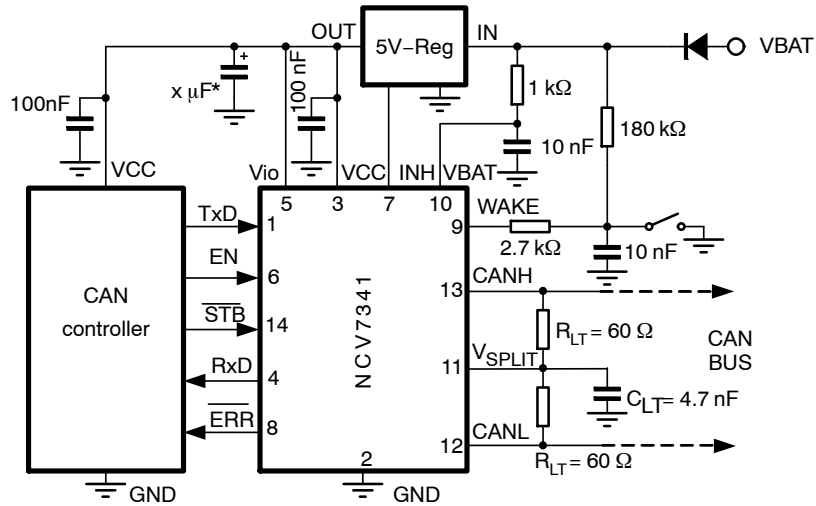 OUT
5V−Reg
IN
VBAT
100nF
x μF*
+
100 nF
1 kΩ
10 nF
180 kΩ
VCC
Vio
VCC
INH
VBAT
5
3
7
10
WAKE
9
2.7 kΩ
10 nF
CAN
controller
TxD
1
EN
6
STB
14
RxD
4
ERR
8
NCV7341
13
CANH
RLT = 60 Ω
CAN
BUS
11
VSPLIT
CLT = 4.7 nF
12
CANL
RLT = 60 Ω
2
GND
GND